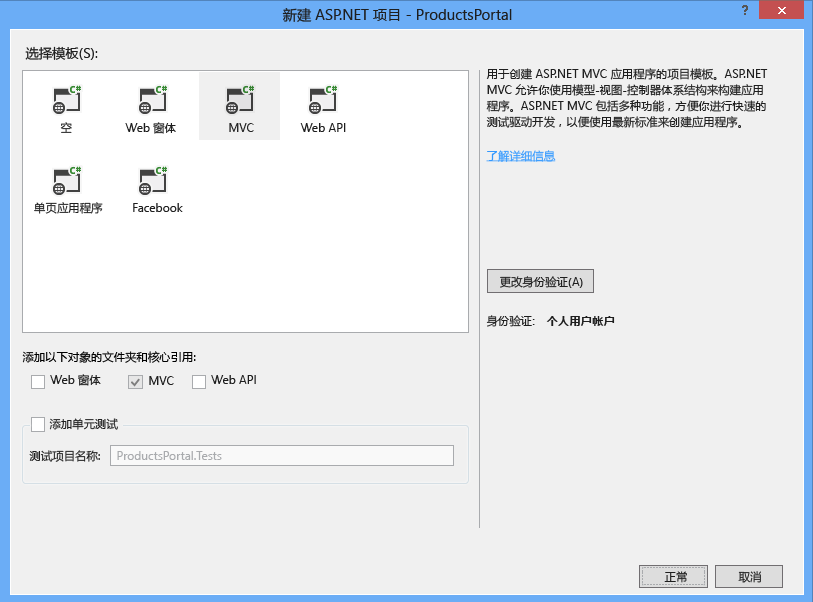 新建 ASP.NET 项目 - ProductsPortal
?
选择模板(S):
C# C# C# C#
空 Web 窗体 MVC Web API
C# C#
单页应用程序 Facebook
用于创建 ASP.NET MVC 应用程序的项目模板。ASP.NET
MVC 允许你使用模型-视图-控制器体系结构来构建应用
程序。ASP.NET MVC 包括多种功能，方便你进行快速的
测试驱动开发，以便使用最新标准来创建应用程序。
了解详细信息
更改身份验证(A)
身份验证: 个人用户帐户
添加以下对象的文件夹和核心引用:
Web 窗体 MVC Web API
添加单元测试
测试项目名称: ProductsPortal.Tests
正常 取消